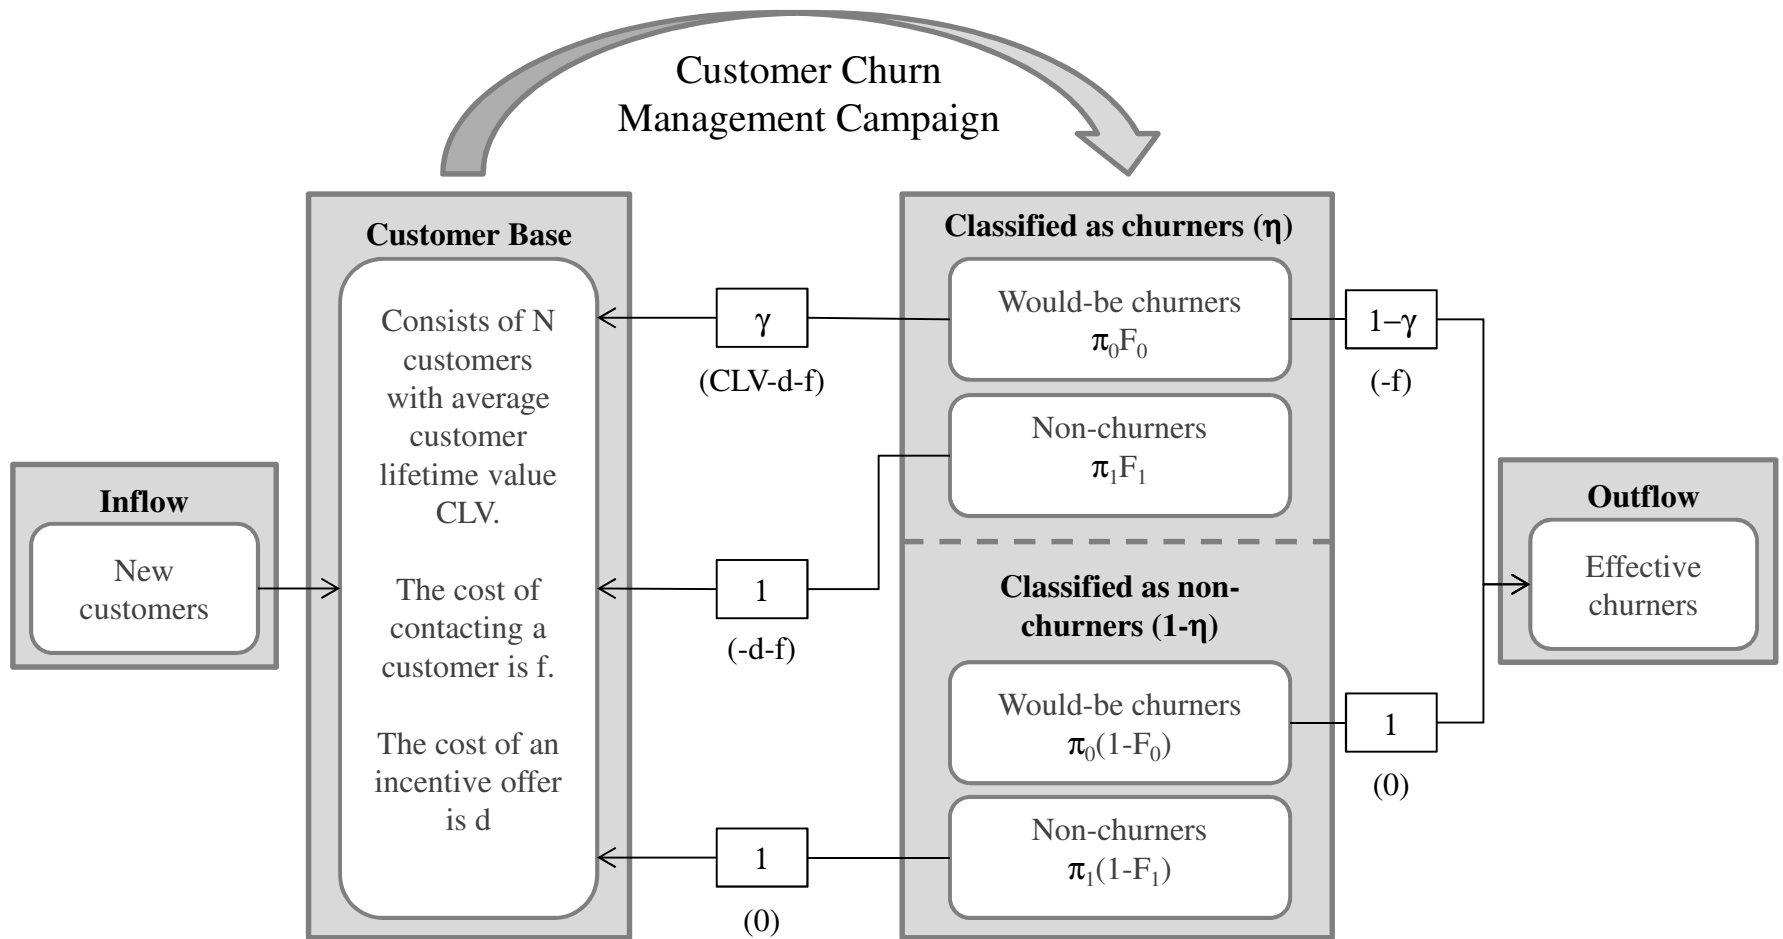 Customer Churn
Management Campaign
Inflow
New
customers
Customer Base
Consists of N
customers
with average
customer
lifetime value
CLV.
The cost of
contacting a
customer is f.
The cost of an
incentive offer
is d
γ
(CLV-d-f)
1
(-d-f)
1
(0)
Classified as churners (η)
Would-be churners
π₀F₀
Non-churners
π₁F₁
Classified as non-
churners (1-η)
Would-be churners
π₀(1-F₀)
Non-churners
π₁(1-F₁)
1–γ
(-f)
1
(0)
Outflow
Effective
churners